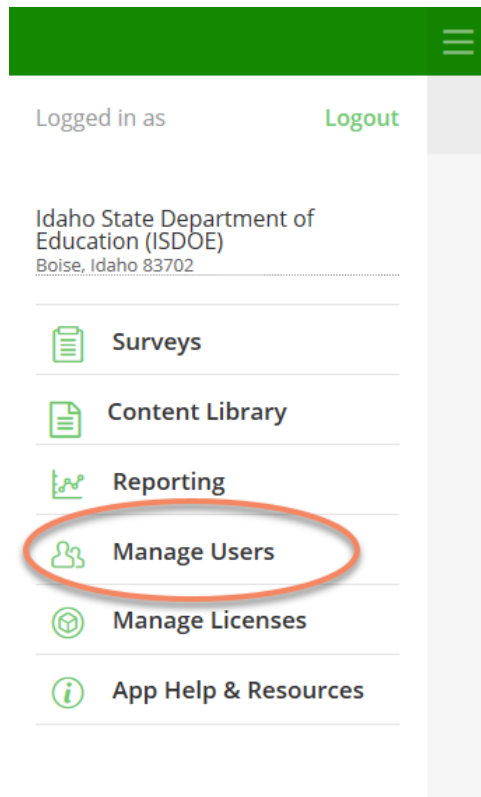 Logged in as Logout
Idaho State Department of
Education (ISDOE)
Boise, Idaho 83702
Surveys
Content Library
Reporting
Manage Users
Manage Licenses
App Help & Resources